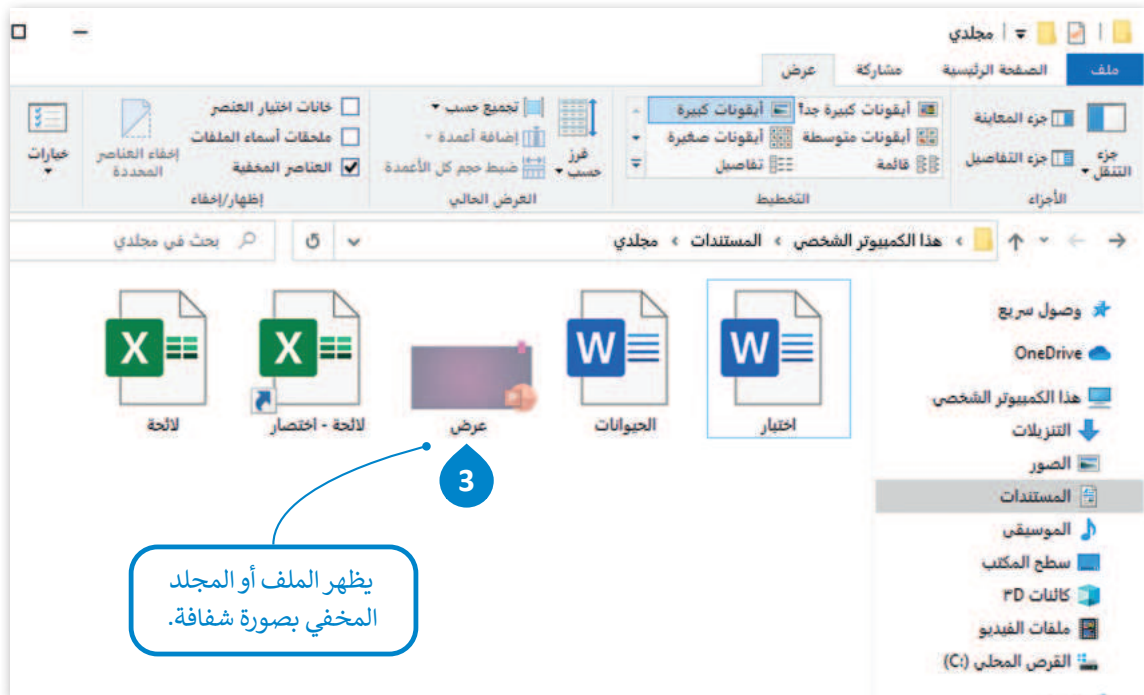 مجلدي
ملف الصفحة الرئيسية مشاركة عرض
جزء التنقل
جزء المعاينة
جزء التفاصيل
الأجزاء
أيقونات كبيرة جدا أيقونات كبيرة
أيقونات متوسطة أيقونات صغيرة
قائمة تفاصيل
التخطيط
فرز حسب
تجميع حسب
إضافة أعمدة
ضبط حجم كل الأعمدة
العرض الحالي
خانات اختيار العنصر
ملحقات أسماء الملفات
العناصر المخفية
إخفاء العناصر المحددة
إظهار/إخفاء
خيارات
هذا الكمبيوتر الشخصي › المستندات › مجلدي
بحث في مجلدي
وصول سريع
OneDrive
هذا الكمبيوتر الشخصي
التنزيلات
الصور
المستندات
الموسيقى
سطح المكتب
كائنات ٣D
ملفات الفيديو
القرص المحلي (C:)
اختبار
الحيوانات
عرض
لائحة - اختصار
لائحة
3
يظهر الملف أو المجلد
المخفي بصورة شفافة.